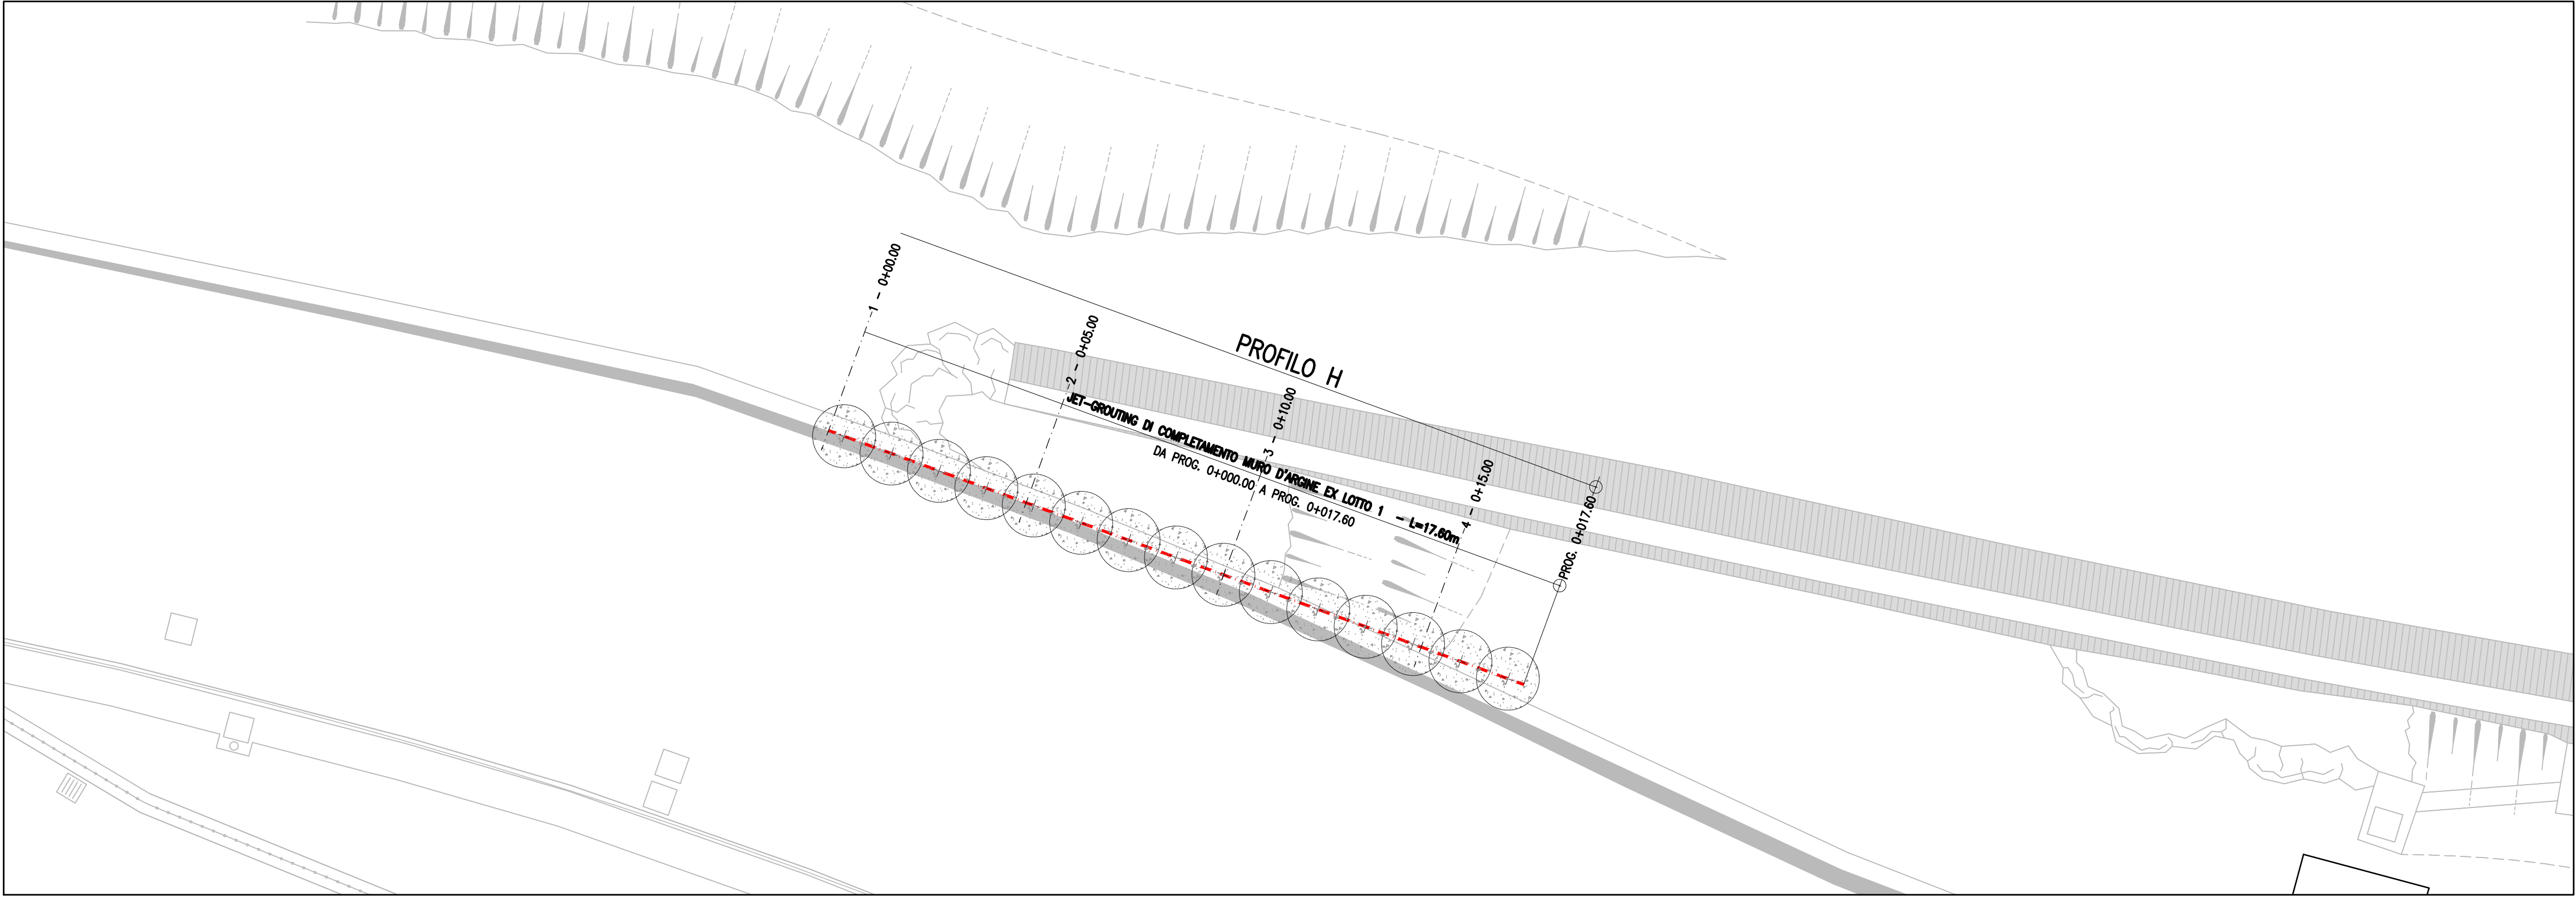 1 - 0+00.00
PROFILO H
2 - 0+05.00
3 - 0+10.00
JET-GROUTING DI COMPLETAMENTO MURO D'ARGINE EX LOTTO 1 - L=17.60m
DA PROG. 0+000.00 A PROG. 0+017.60
4 - 0+15.00
PROG. 0+017.60